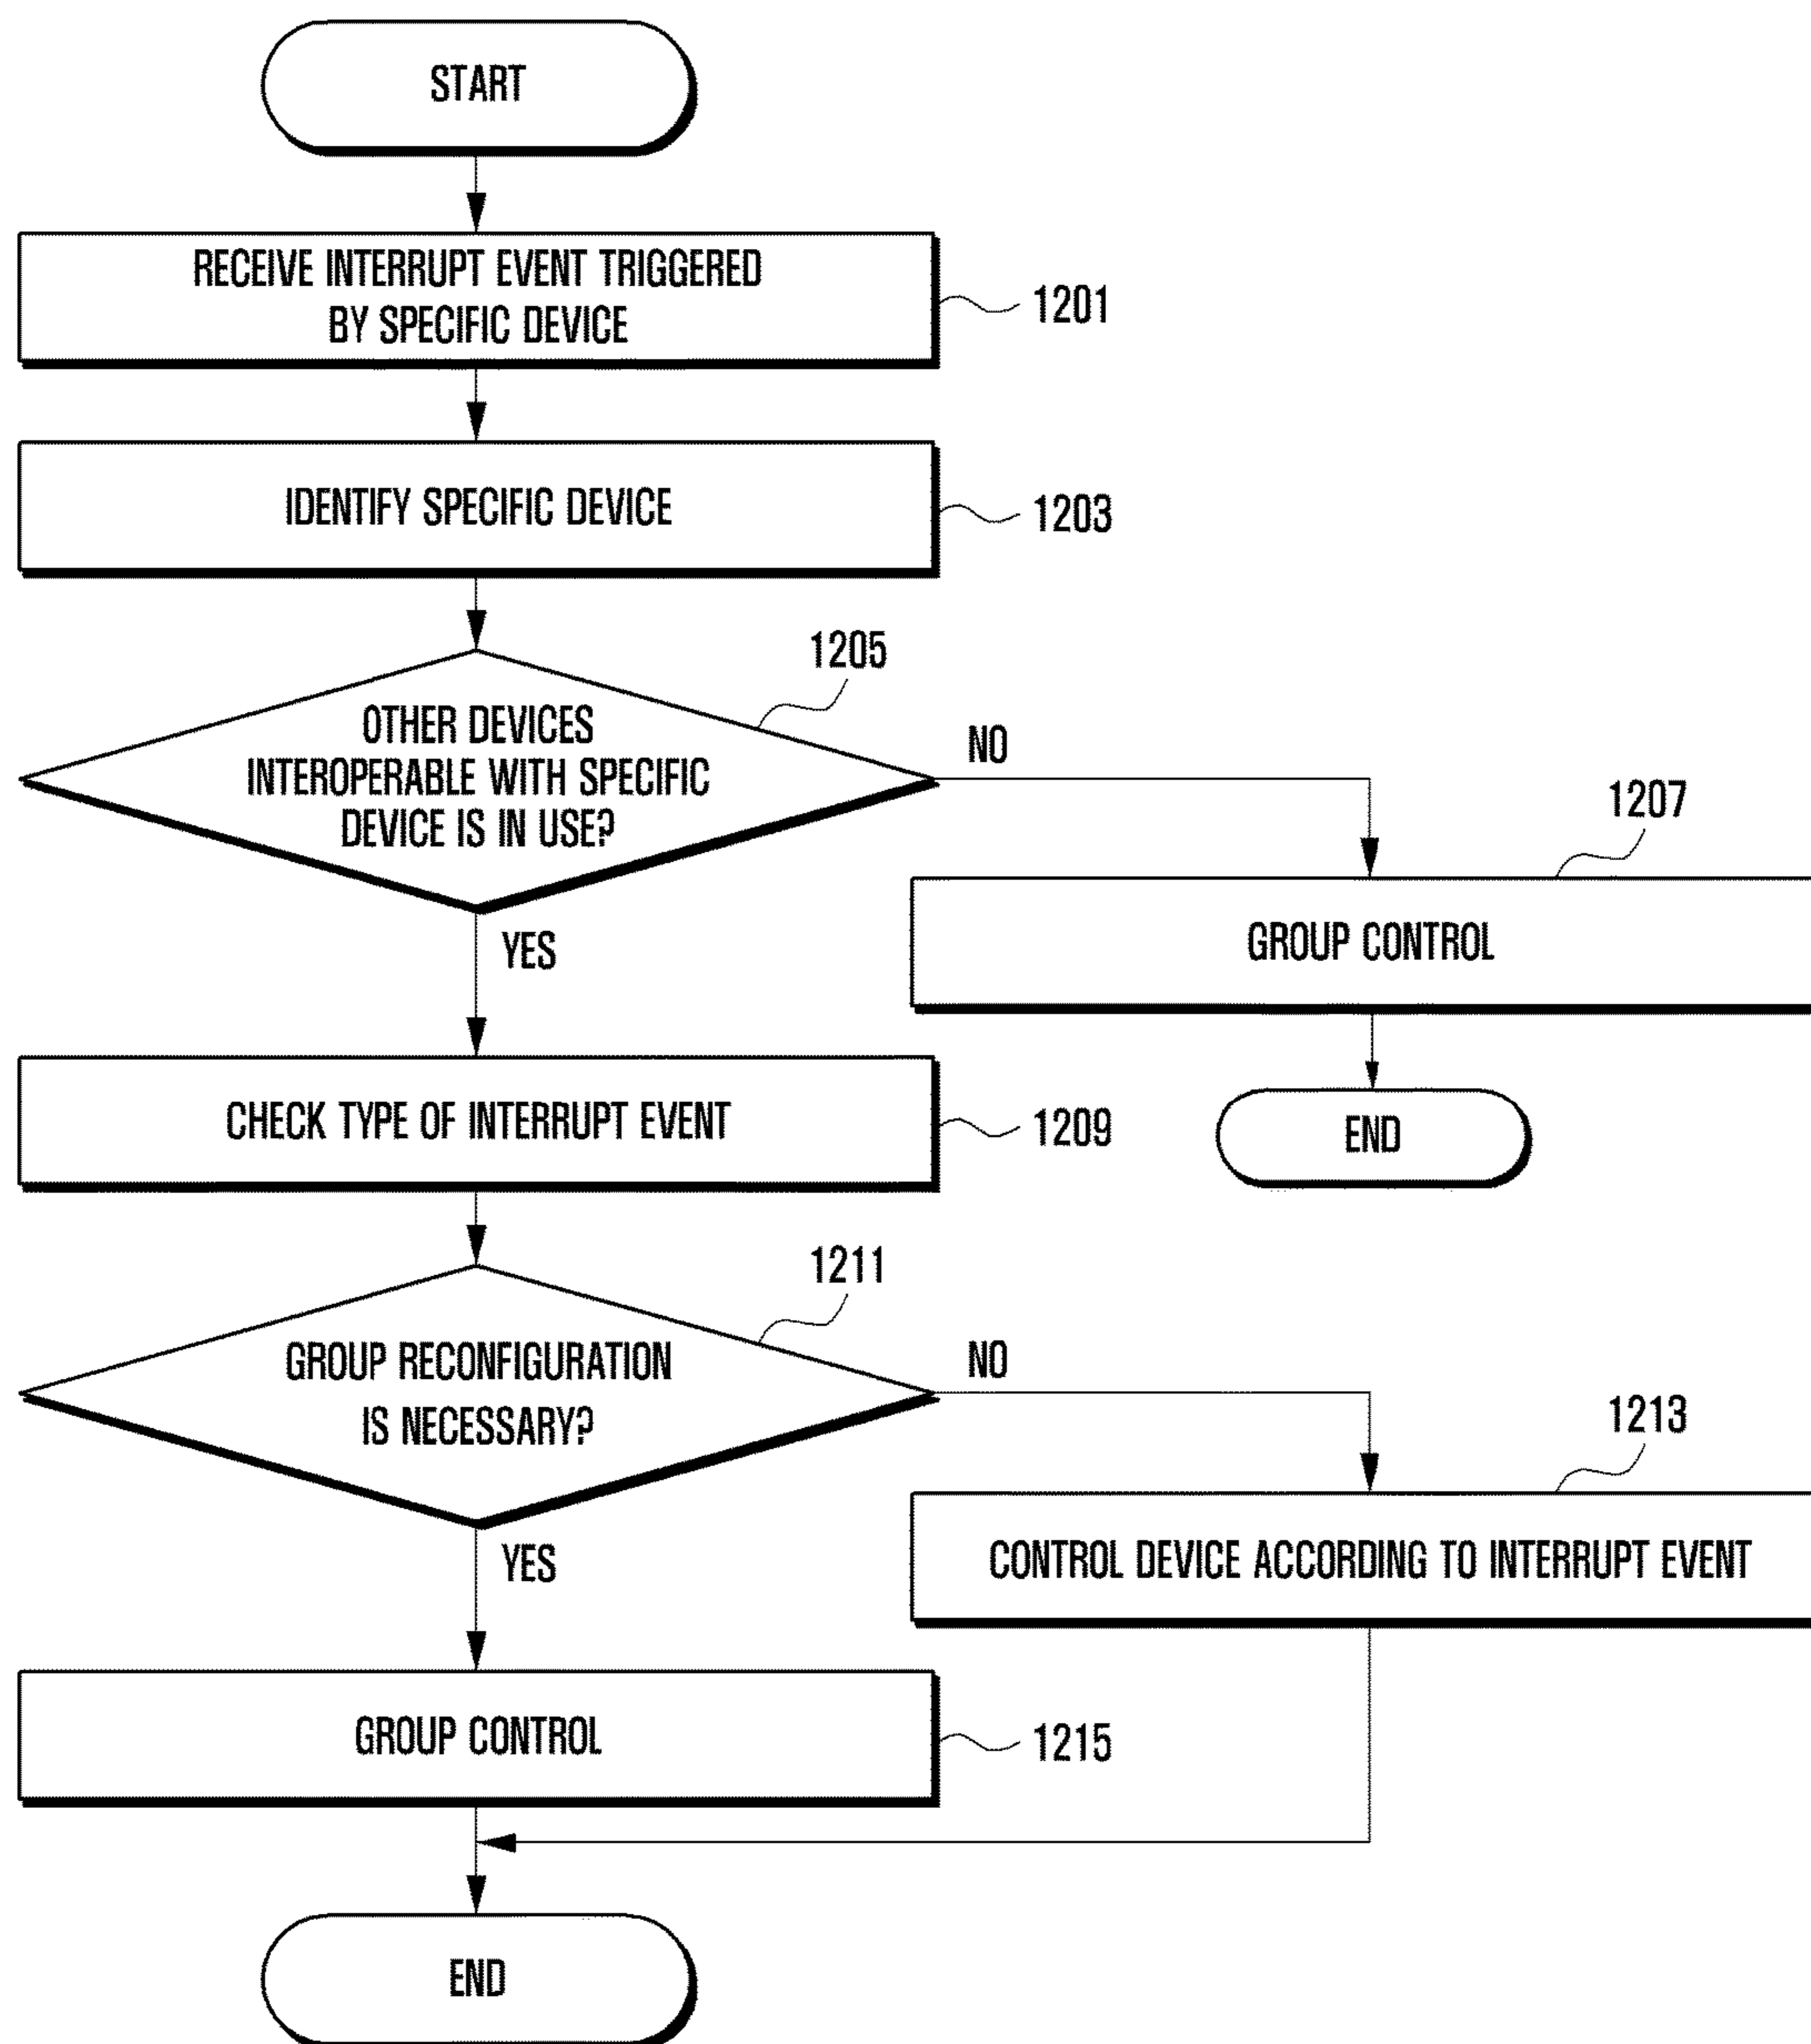 START
RECEIVE INTERRUPT EVENT TRIGGERED
BY SPECIFIC DEVICE
1201
IDENTIFY SPECIFIC DEVICE
1203
1205
OTHER DEVICES
INTEROPERABLE WITH SPECIFIC
DEVICE IS IN USE?
NO
YES
1207
GROUP CONTROL
END
CHECK TYPE OF INTERRUPT EVENT
1209
1211
GROUP RECONFIGURATION
IS NECESSARY?
NO
YES
1213
CONTROL DEVICE ACCORDING TO INTERRUPT EVENT
GROUP CONTROL
1215
END